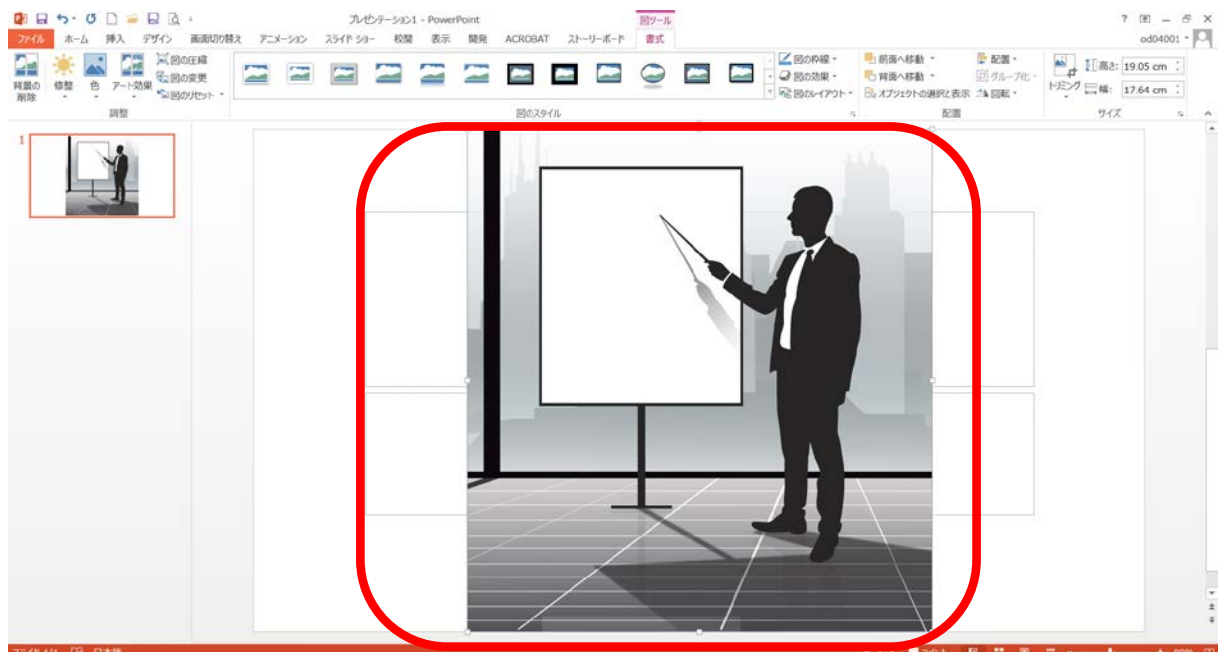 プレゼンテーション1 - PowerPoint
図ツール
ファイル ホーム 挿入 デザイン 画面切り替え アニメーション スライド ショー 校閲 表示 開発 ACROBAT ストーリーボード 書式
od04001
背景の
削除
修整 色 アート効果
図の圧縮
図の変更
図のリセット
調整
図のスタイル
図の枠線
図の効果
図のレイアウト
前面へ移動
背面へ移動
オブジェクトの選択と表示
配置
グループ化
回転
配置
トリミング
高さ: 19.05 cm
幅: 17.64 cm
サイズ
1